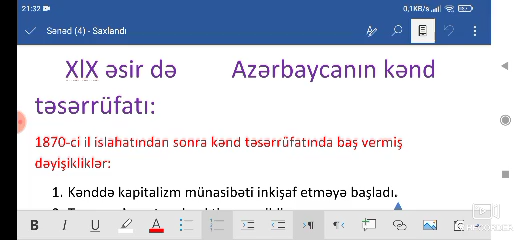 21:32
0,1KB/s
Sənəd (4) - Saxlandı
XIX əsir də Azərbaycanın kənd
təsərrüfatı:
1870-ci il islahatından sonra kənd təsərrüfatında baş vermiş
dəyişikliklər:
1. Kənddə kapitalizm münasibəti inkişaf etməyə başladı.
B I U A